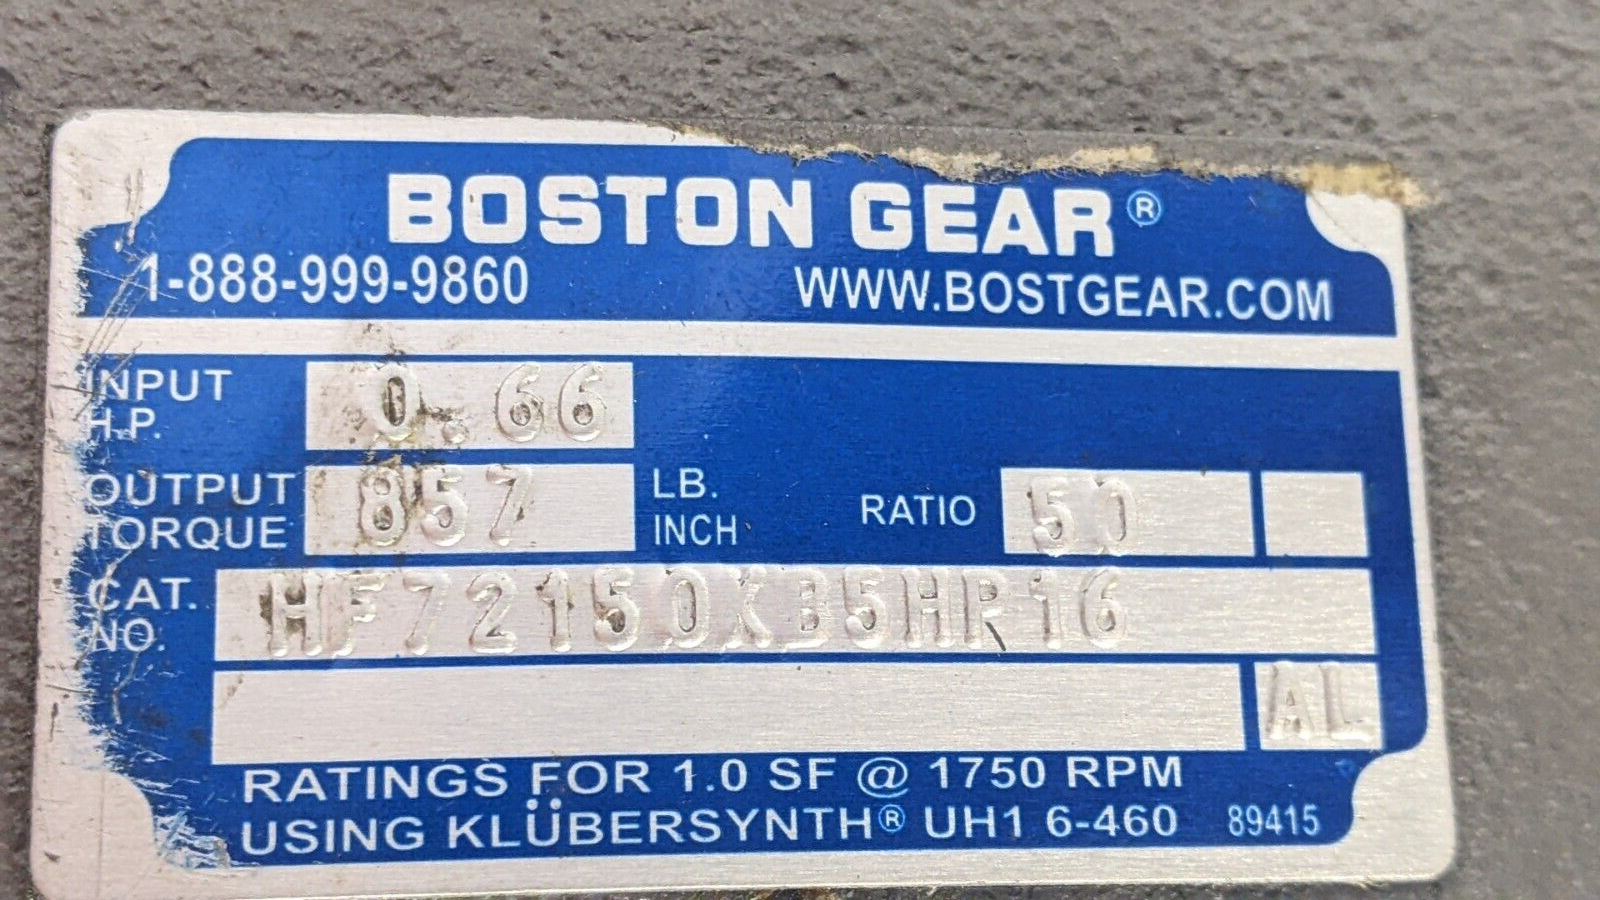 BOSTON GEAR®
1-888-999-9860 WWW.BOSTGEAR.COM
INPUT H.P. 0.66
OUTPUT TORQUE 857 LB. INCH RATIO 50
CAT. NO. HF72150KB5HP16
AL
RATINGS FOR 1.0 SF @ 1750 RPM
USING KLÜBERSYNTH® UH1 6-460 89415